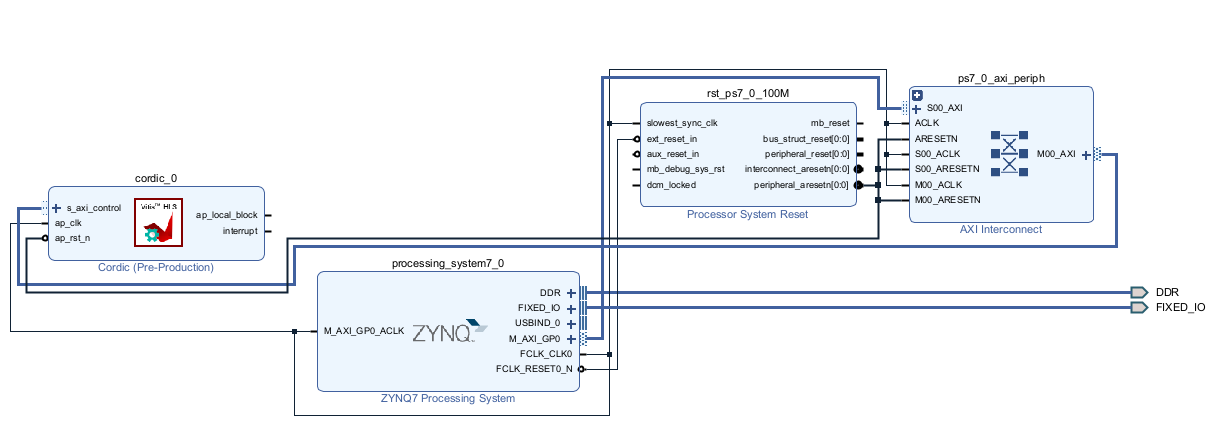 ps7_0_axi_periph
rst_ps7_0_100M
S00_AXI
slowest_sync_clk
mb_reset
ACLK
ext_reset_in
bus_struct_reset[0:0]
ARESETN
aux_reset_in
peripheral_reset[0:0]
S00_ACLK
M00_AXI
mb_debug_sys_rst
interconnect_aresetn[0:0]
S00_ARESETN
dcm_locked
peripheral_aresetn[0:0]
M00_ACLK
M00_ARESETN
Processor System Reset
AXI Interconnect
cordic_0
s_axi_control
Vitis™ HLS
ap_clk
ap_local_block
ap_rst_n
interrupt
Cordic (Pre-Production)
processing_system7_0
DDR
DDR
FIXED_IO
FIXED_IO
USBIND_0
M_AXI_GP0_ACLK
ZYNQ
M_AXI_GP0
FCLK_CLK0
FCLK_RESET0_N
ZYNQ7 Processing System